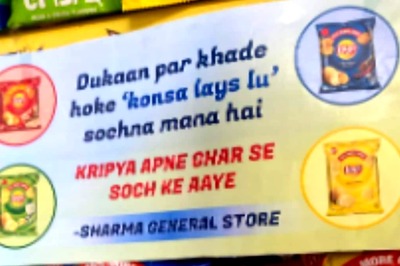 Dukaan par khade
hoke 'konsa lays lu'
sochna mana hai
KRIPYA APNE GHAR SE
SOCH KE AAYE
-SHARMA GENERAL STORE